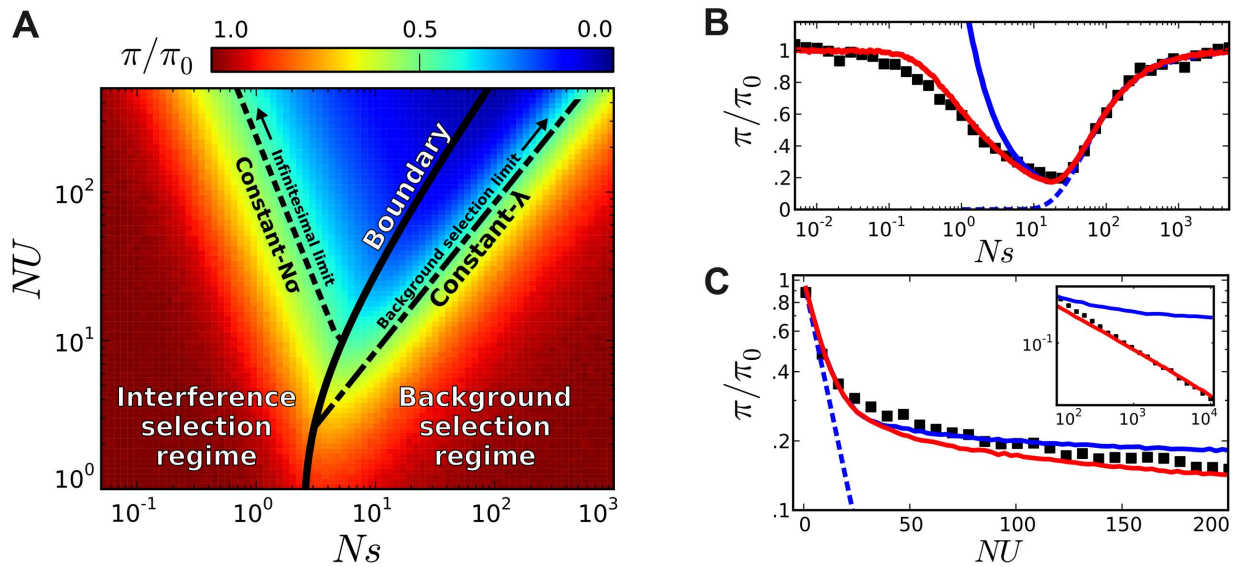 A
π/π0
1.0 0.5 0.0
NU
10^2
10^1
10^0
Infinitesimal limit
Constant-Nσ
Boundary
Background selection limit
Constant-λ
Interference
selection
regime
Background
selection
regime
10^-1 10^0 10^1 10^2 10^3
Ns
B
π/π0
1
.8
.6
.4
.2
0
10^-2 10^-1 10^0 10^1 10^2 10^3
Ns
C
π/π0
1
.8
.6
.4
.2
.1
10^-1
10^2 10^3 10^4
0 50 100 150 200
NU